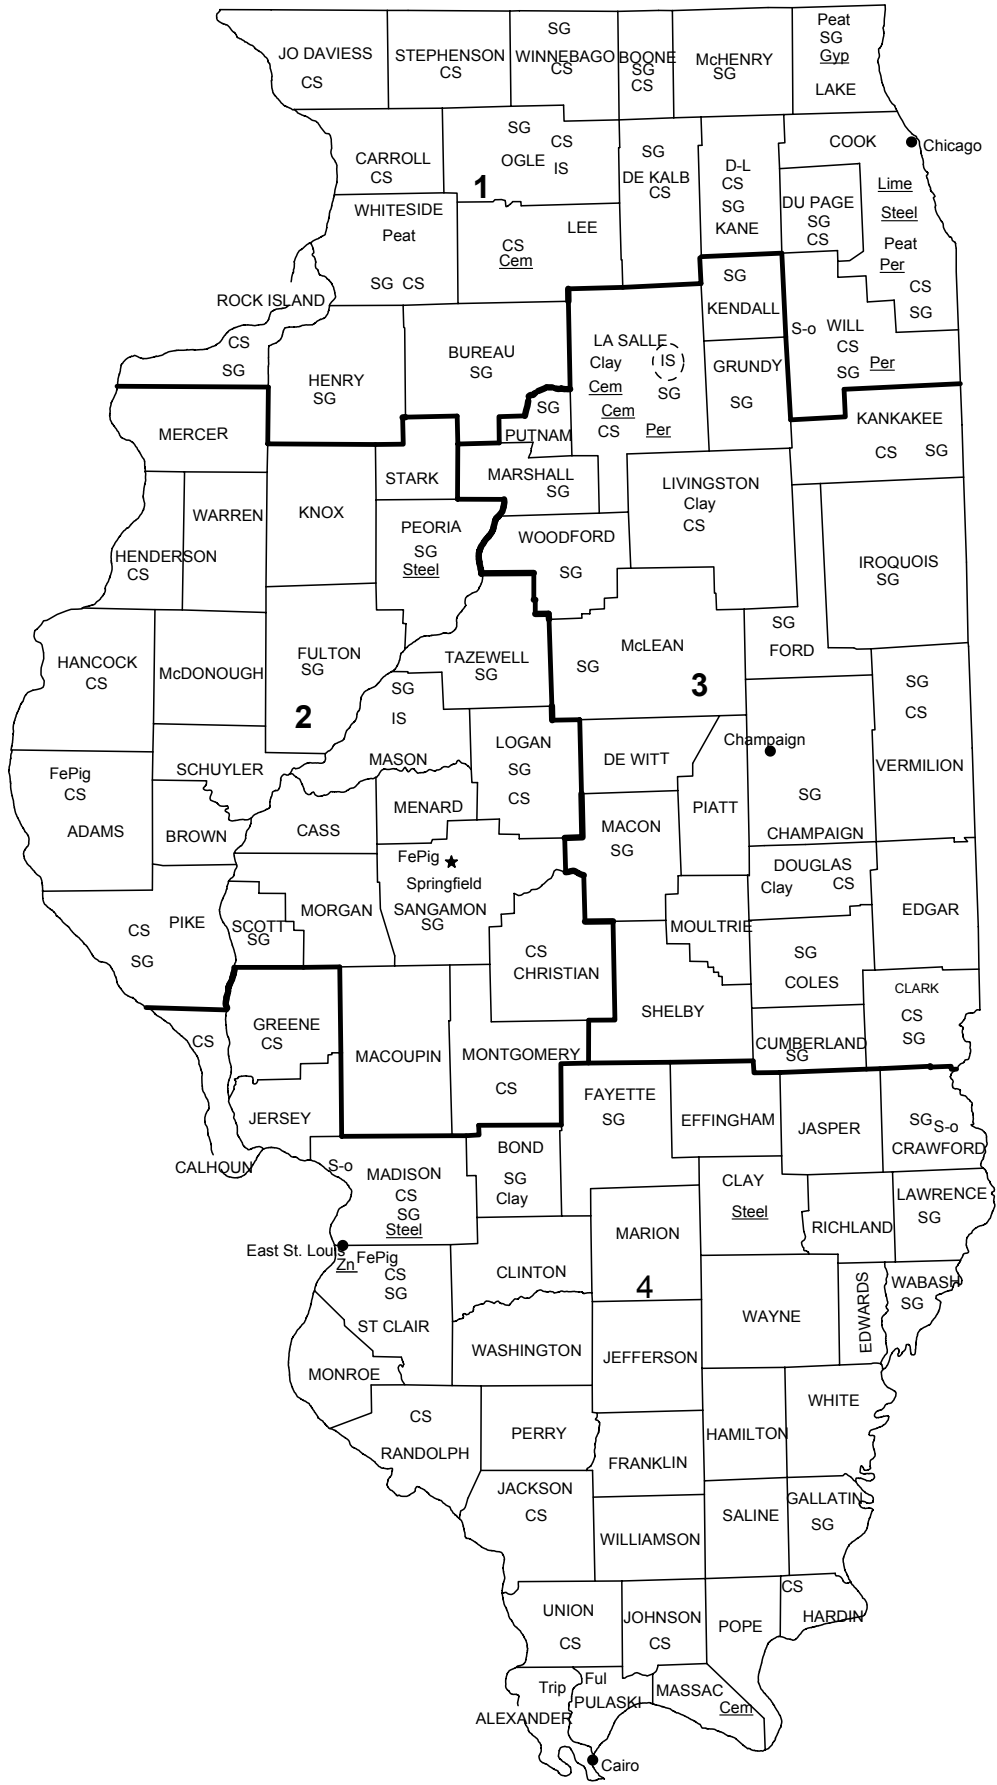 JO DAVIESS
CS
STEPHENSON
CS
SG
WINNEBAGO
CS
BOONE
SG
CS
McHENRY
SG
Peat
SG
Gyp
LAKE
CARROLL
CS
SG
CS
OGLE
IS
1
SG
DE KALB
CS
D-L
CS
SG
KANE
COOK
Chicago
Lime
Steel
Peat
Per
CS
SG
DU PAGE
SG
CS
WHITESIDE
Peat
SG CS
LEE
CS
Cem
ROCK ISLAND
CS
SG
HENRY
SG
BUREAU
SG
SG
PUTNAM
LA SALLE
Clay
IS
Cem
SG
Cem
CS
Per
SG
KENDALL
GRUNDY
SG
S-o
WILL
CS
SG
Per
KANKAKEE
CS
SG
MERCER
HENDERSON
CS
WARREN
KNOX
STARK
PEORIA
SG
Steel
MARSHALL
SG
WOODFORD
SG
LIVINGSTON
Clay
CS
IROQUOIS
SG
HANCOCK
CS
McDONOUGH
FULTON
SG
2
TAZEWELL
SG
SG
IS
MASON
McLEAN
SG
3
SG
FORD
SG
CS
VERMILION
SCHUYLER
LOGAN
SG
CS
DE WITT
Champaign
SG
CHAMPAIGN
PIATT
FePig
CS
ADAMS
BROWN
CASS
MENARD
MACON
SG
FePig
Springfield
SANGAMON
SG
DOUGLAS
Clay
CS
EDGAR
CS
PIKE
SG
SCOTT
SG
MORGAN
CS
CHRISTIAN
MOULTRIE
SG
COLES
CLARK
CS
SG
SHELBY
CUMBERLAND
SG
CS
CALHOUN
GREENE
CS
JERSEY
MACOUPIN
MONTGOMERY
CS
FAYETTE
SG
EFFINGHAM
JASPER
SG
S-o
CRAWFORD
S-o
MADISON
CS
SG
Steel
BOND
SG
Clay
CLAY
Steel
RICHLAND
LAWRENCE
SG
MARION
4
East St. Louis
Zn
FePig
CS
SG
ST CLAIR
CLINTON
WAYNE
EDWARDS
WABASH
SG
MONROE
WASHINGTON
JEFFERSON
CS
RANDOLPH
PERRY
FRANKLIN
HAMILTON
WHITE
JACKSON
CS
WILLIAMSON
SALINE
GALLATIN
SG
UNION
CS
JOHNSON
CS
POPE
CS
HARDIN
Trip
ALEXANDER
Ful
PULASKI
MASSAC
Cem
Cairo